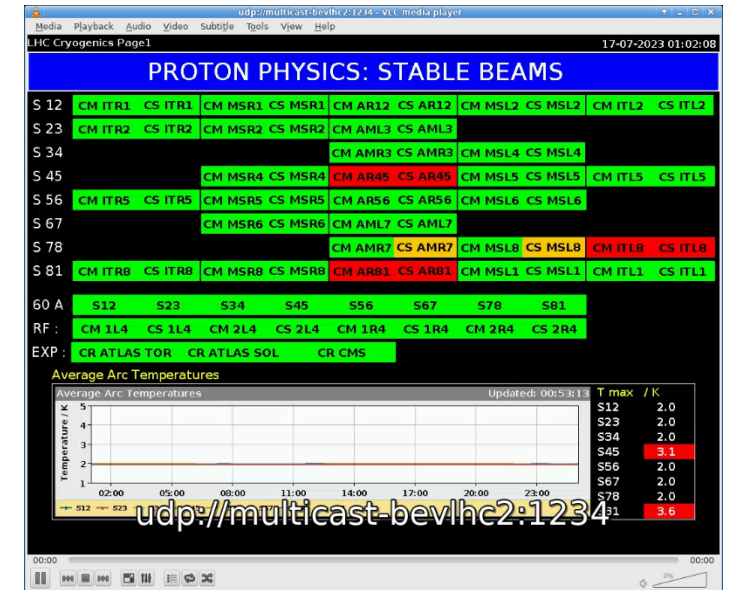 udp://multicast-bevlhc2:1234 - VLC media player
Media Playback Audio Video Subtitle Tools View Help
LHC Cryogenics Page1 17-07-2023 01:02:08
PROTON PHYSICS: STABLE BEAMS
S 12 CM ITR1 CS ITR1 CM MSR1 CS MSR1 CM AR12 CS AR12 CM MSL2 CS MSL2 CM ITL2 CS ITL2
S 23 CM ITR2 CS ITR2 CM MSR2 CS MSR2 CM AML3 CS AML3
S 34 CM AMR3 CS AMR3 CM MSL4 CS MSL4
S 45 CM MSR4 CS MSR4 CM AR45 CS AR45 CM MSL5 CS MSL5 CM ITL5 CS ITL5
S 56 CM ITR5 CS ITR5 CM MSR5 CS MSR5 CM AR56 CS AR56 CM MSL6 CS MSL6
S 67 CM MSR6 CS MSR6 CM AML7 CS AML7
S 78 CM AMR7 CS AMR7 CM MSL8 CS MSL8 CM ITL8 CS ITL8
S 81 CM ITR8 CS ITR8 CM MSR8 CS MSR8 CM AR81 CS AR81 CM MSL1 CS MSL1 CM ITL1 CS ITL1
60 A S12 S23 S34 S45 S56 S67 S78 S81
RF : CM 1L4 CS 1L4 CM 2L4 CS 2L4 CM 1R4 CS 1R4 CM 2R4 CS 2R4
EXP : CR ATLAS TOR CR ATLAS SOL CR CMS
Average Arc Temperatures
Average Arc Temperatures Updated: 00:53:13
T max / K
S12 2.0
S23 2.0
S34 2.0
S45 3.1
S56 2.0
S67 2.0
S78 2.0
3.6
Temperature / K
5
4
3
2
1
02:00 05:00 08:00 11:00 14:00 17:00 20:00 23:00
S12 S23
udp://multicast-bevlhc2:1234
00:00 00:00
0%